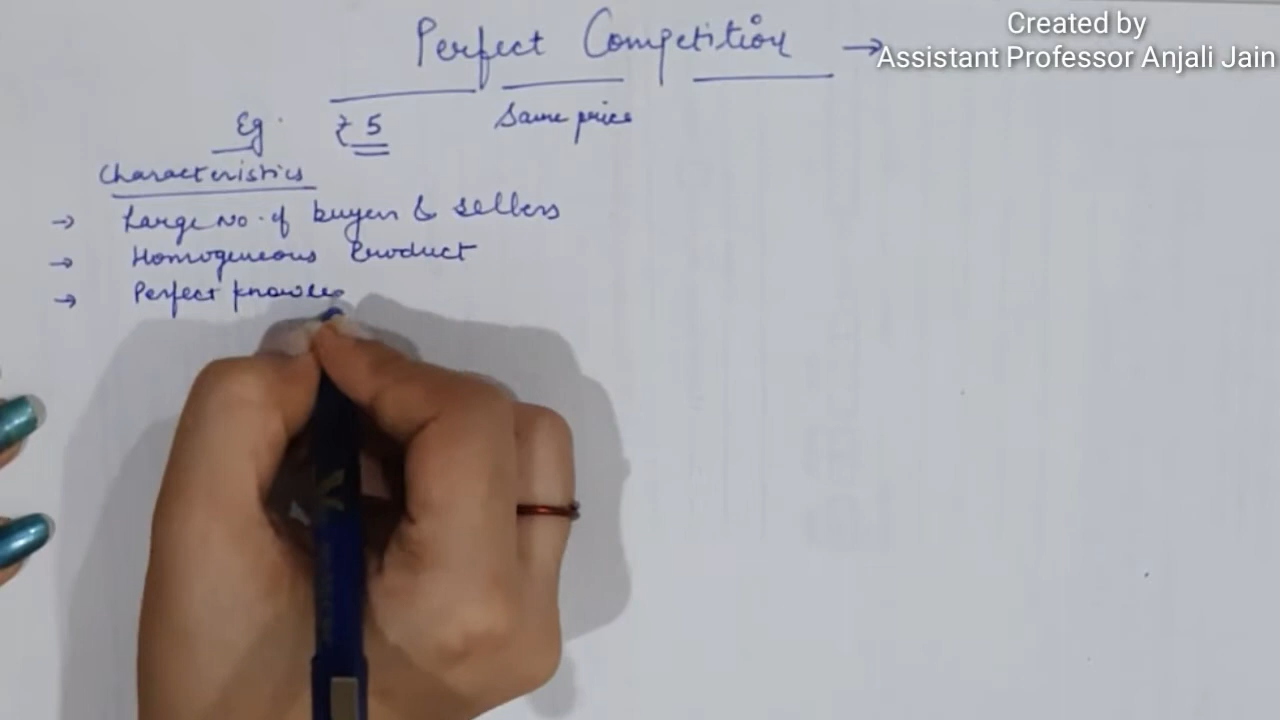 Perfect Competition →
Created by
Assistant Professor Anjali Jain
Eg. ₹ 5 Same price
Characteristics
→ Large No. of buyers & sellers
→ Homogeneous Product
→ Perfect knowle